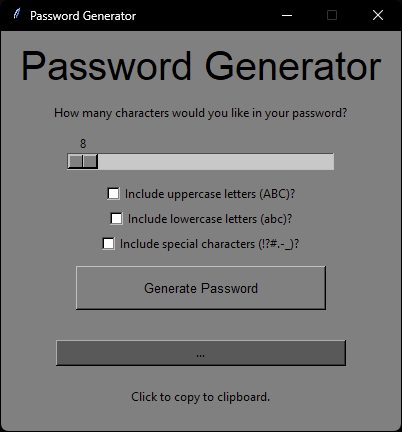 Password Generator
Password Generator
How many characters would you like in your password?
8
Include uppercase letters (ABC)?
Include lowercase letters (abc)?
Include special characters (!?#.-_)?
Generate Password
...
Click to copy to clipboard.